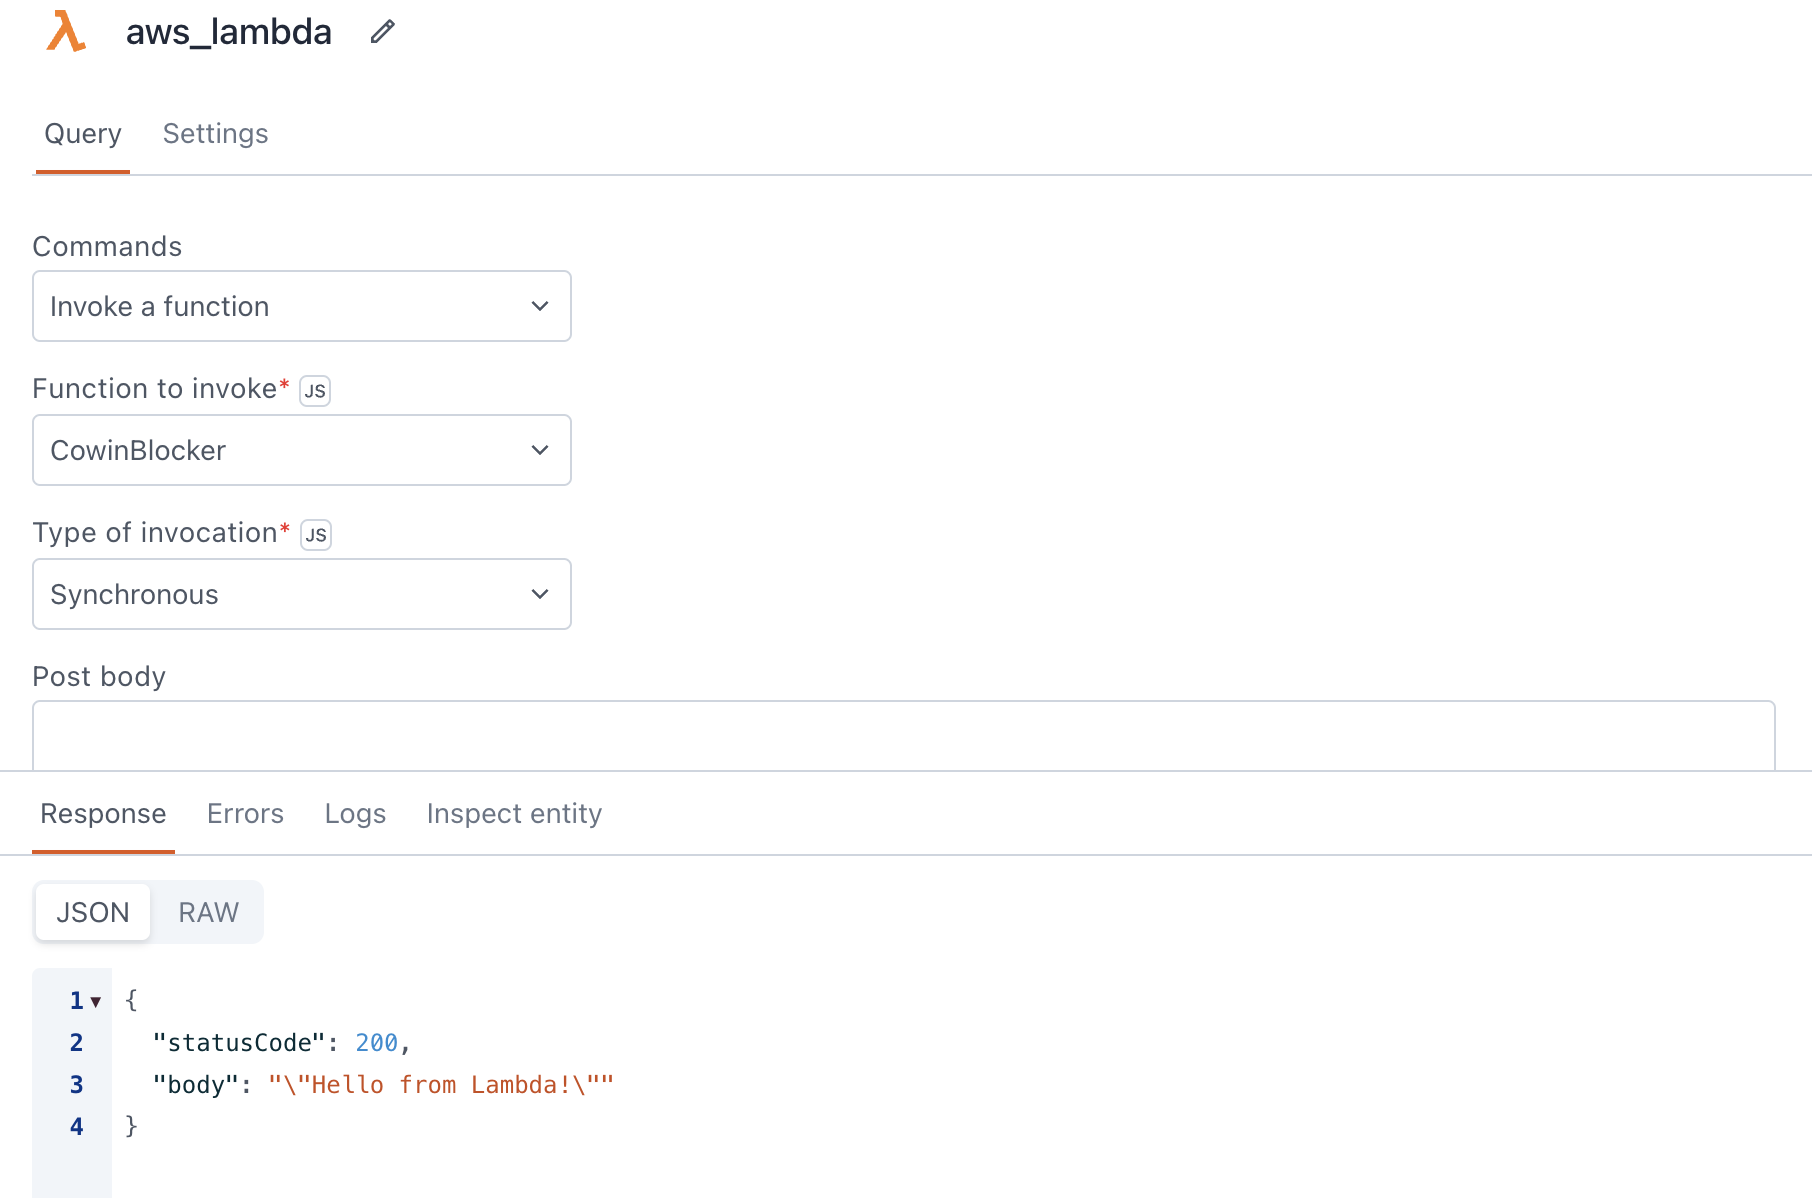 aws_lambda
Query Settings
Commands
Invoke a function
Function to invoke* JS
CowinBlocker
Type of invocation* JS
Synchronous
Post body
Response Errors Logs Inspect entity
JSON RAW
1 {
2 "statusCode": 200,
3 "body": "\"Hello from Lambda!\""
4 }